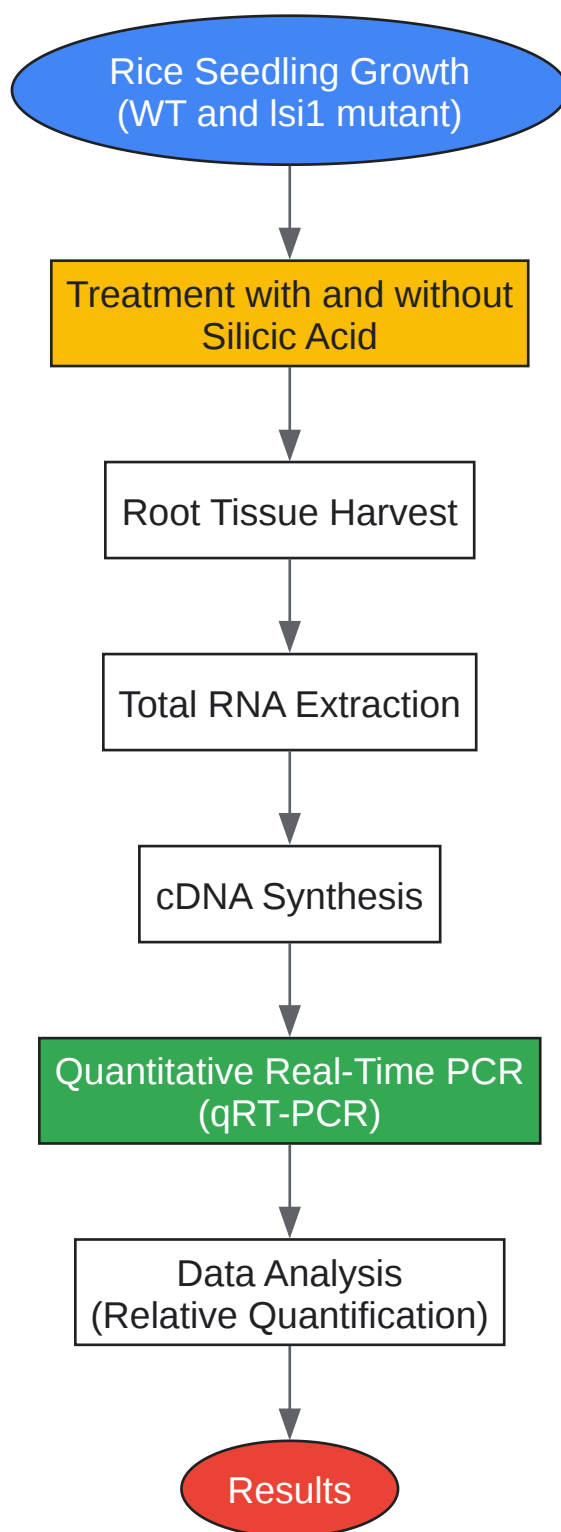 Rice Seedling Growth
(WT and lsi1 mutant)
Treatment with and without
Silicic Acid
Root Tissue Harvest
Total RNA Extraction
cDNA Synthesis
Quantitative Real-Time PCR
(qRT-PCR)
Data Analysis
(Relative Quantification)
Results